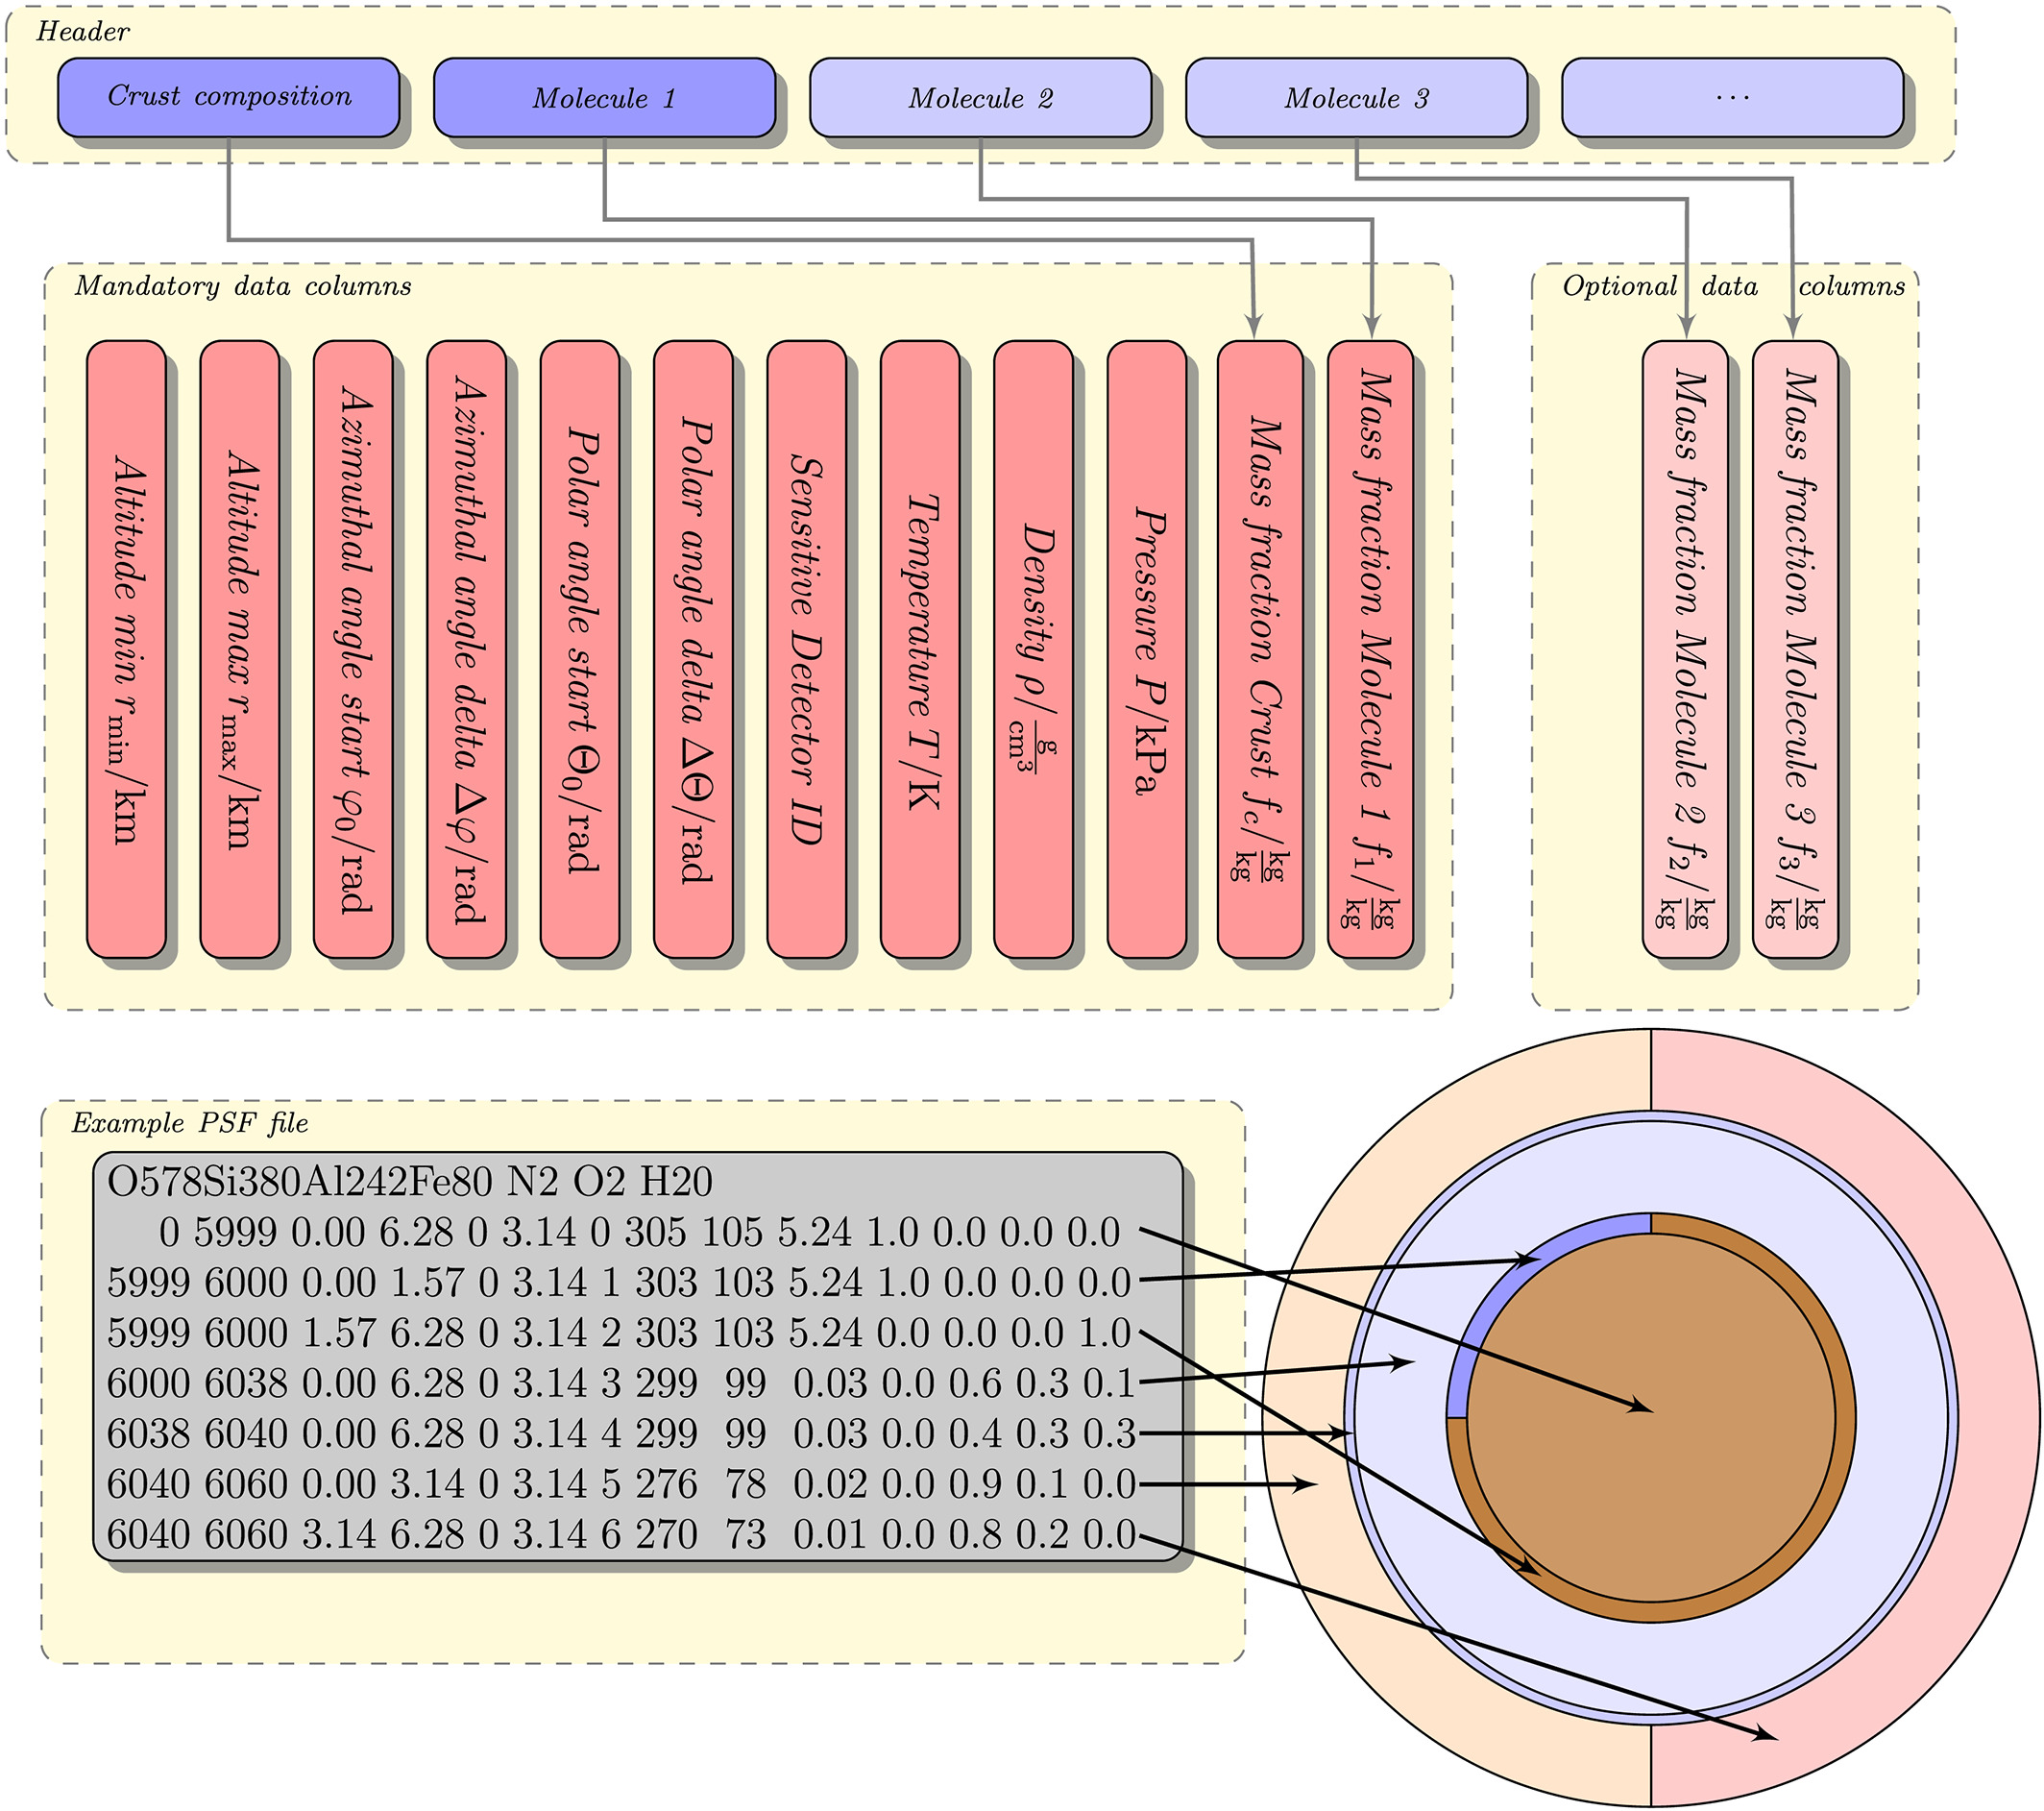 Header
Crust composition
Molecule 1
Molecule 2
Molecule 3
...
Mandatory data columns
Optional data columns
Altitude min r_min/km
Altitude max r_max/km
Azimuthal angle start φ₀/rad
Azimuthal angle delta Δφ/rad
Polar angle start Θ₀/rad
Polar angle delta ΔΘ/rad
Sensitive Detector ID
Temperature T/K
Density ρ/ g/cm³
Pressure P/kPa
Mass fraction Crust f_c/ kg/kg
Mass fraction Molecule 1 f₁/ kg/kg
Mass fraction Molecule 2 f₂/ kg/kg
Mass fraction Molecule 3 f₃/ kg/kg
Example PSF file
O578Si380Al242Fe80 N2 O2 H20
0 5999 0.00 6.28 0 3.14 0 305 105 5.24 1.0 0.0 0.0 0.0
5999 6000 0.00 1.57 0 3.14 1 303 103 5.24 1.0 0.0 0.0 0.0
5999 6000 1.57 6.28 0 3.14 2 303 103 5.24 0.0 0.0 0.0 1.0
6000 6038 0.00 6.28 0 3.14 3 299 99 0.03 0.0 0.6 0.3 0.1
6038 6040 0.00 6.28 0 3.14 4 299 99 0.03 0.0 0.4 0.3 0.3
6040 6060 0.00 3.14 0 3.14 5 276 78 0.02 0.0 0.9 0.1 0.0
6040 6060 3.14 6.28 0 3.14 6 270 73 0.01 0.0 0.8 0.2 0.0